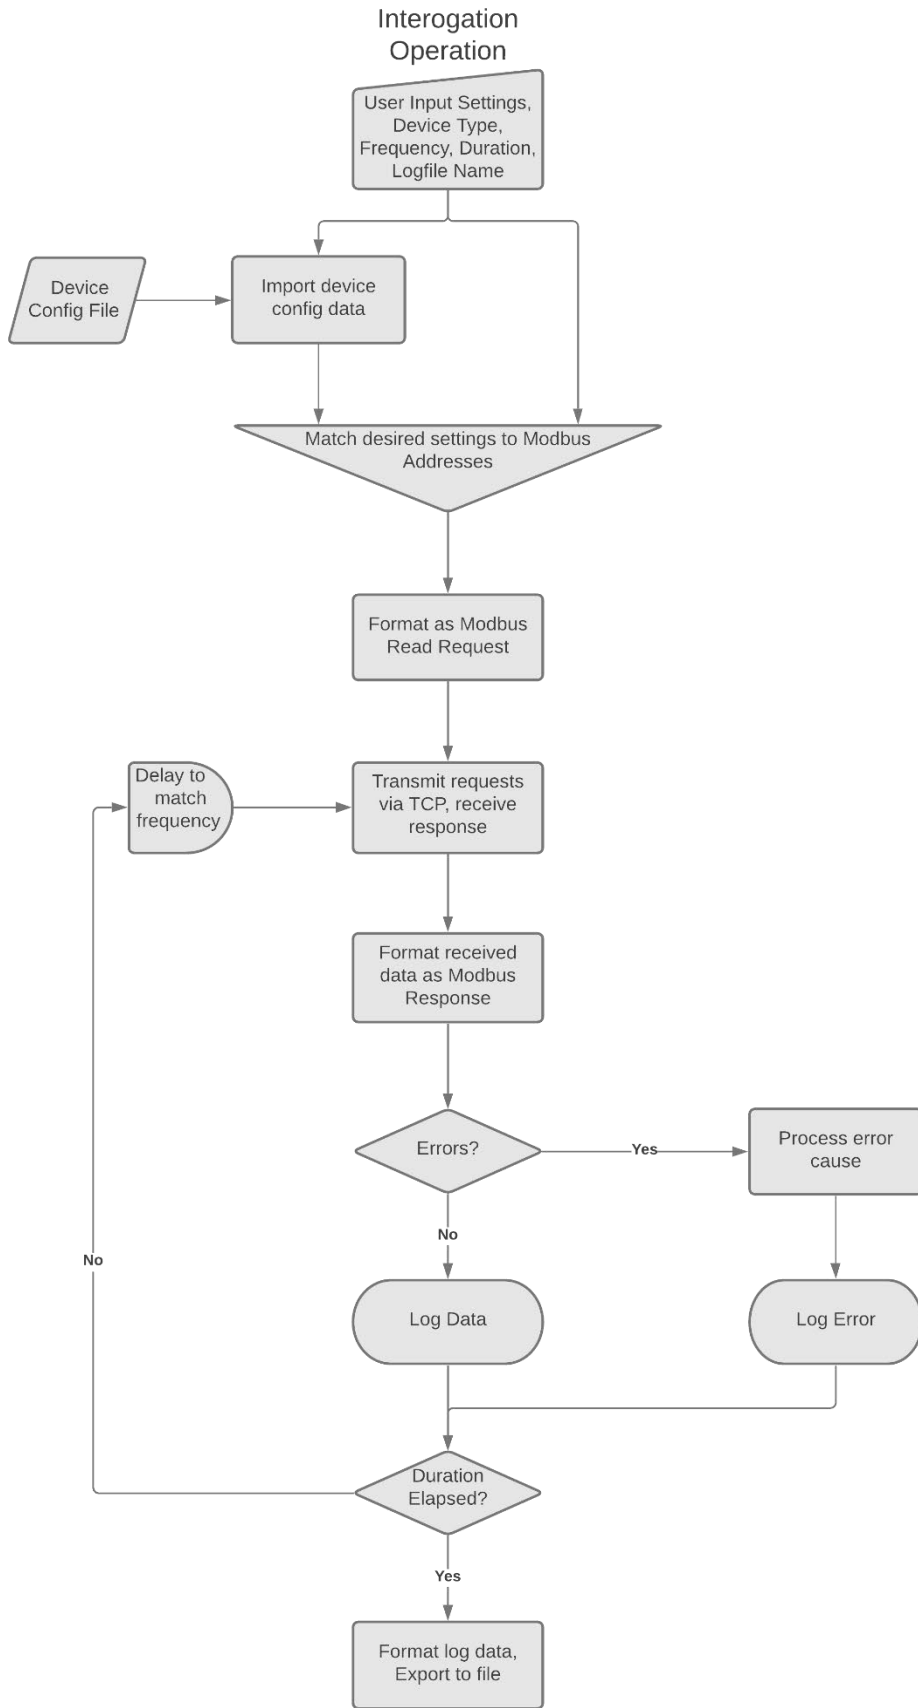 Interogation
Operation
User Input Settings,
Device Type,
Frequency, Duration,
Logfile Name
Device
Config File
Import device
config data
Match desired settings to Modbus
Addresses
Format as Modbus
Read Request
Delay to
match
frequency
Transmit requests
via TCP, receive
response
Format received
data as Modbus
Response
Errors?
Yes
Process error
cause
No
No
Log Data
Log Error
Duration
Elapsed?
Yes
Format log data,
Export to file